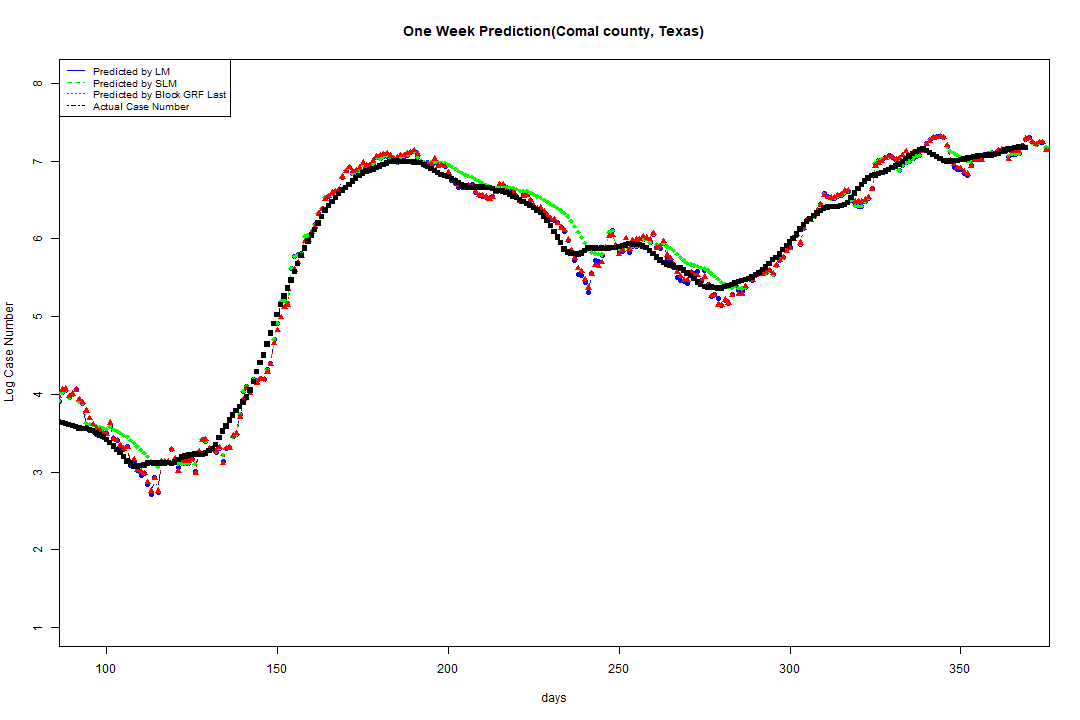 One Week Prediction(Comal county, Texas)
Predicted by LM
Predicted by SLM
Predicted by Block GRF Last
Actual Case Number
8
7
6
5
4
3
2
1
Log Case Number
100 150 200 250 300 350
days